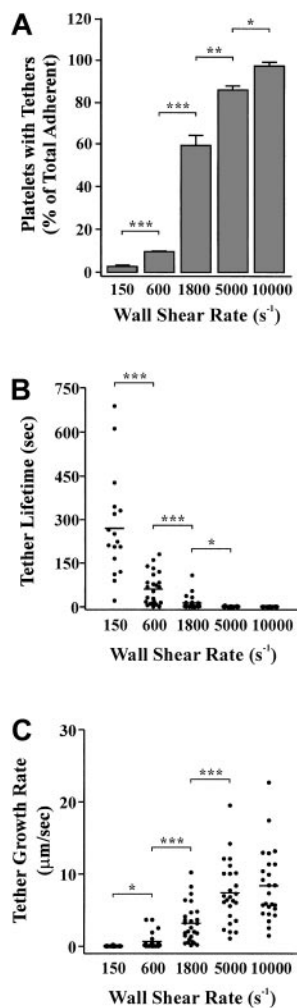 A
Platelets with Tethers
(% of Total Adherent)
120
100
80
60
40
20
0
***
***
**
*
150 600 1800 5000 10000
Wall Shear Rate (s-1)
B
Tether Lifetime (sec)
750
600
450
300
150
0
***
***
*
150 600 1800 5000 10000
Wall Shear Rate (s-1)
C
Tether Growth Rate
(µm/sec)
30
20
10
0
*
***
***
150 600 1800 5000 10000
Wall Shear Rate (s-1)